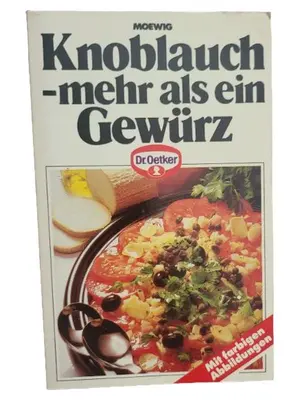 MOEWIG
Knoblauch
-mehr als ein
Gewürz
Dr. Oetker
Mit farbigen
Abbildungen